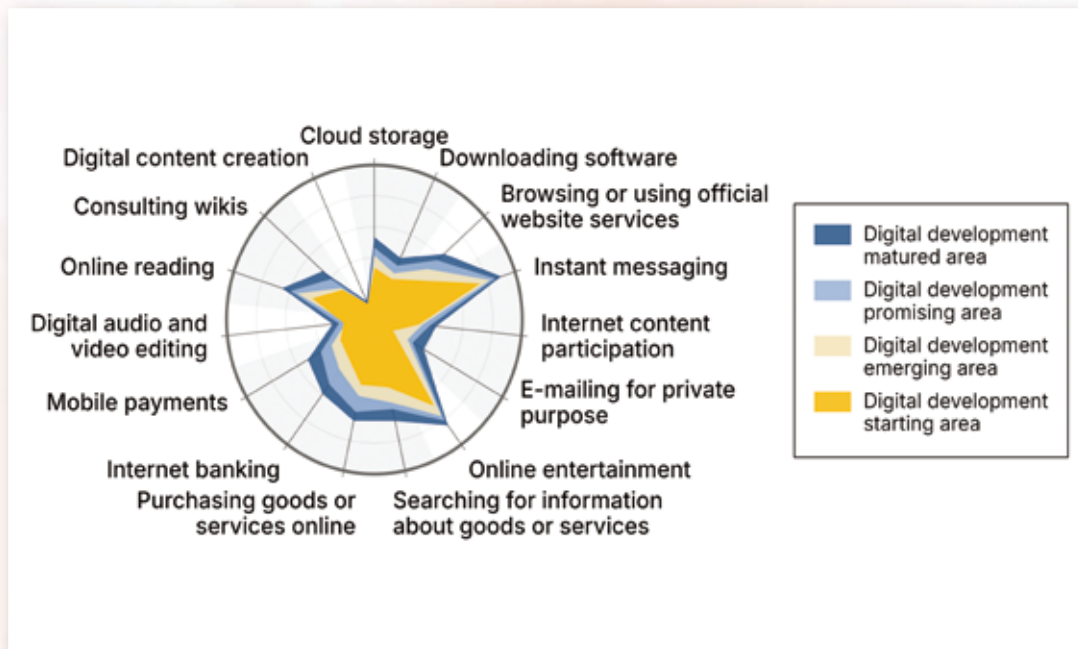 Cloud storage
Digital content creation
Downloading software
Consulting wikis
Browsing or using official
website services
Online reading
Instant messaging
Digital audio and
video editing
Internet content
participation
Mobile payments
E-mailing for private
purpose
Internet banking
Online entertainment
Purchasing goods or
services online
Searching for information
about goods or services
Digital development
matured area
Digital development
promising area
Digital development
emerging area
Digital development
starting area